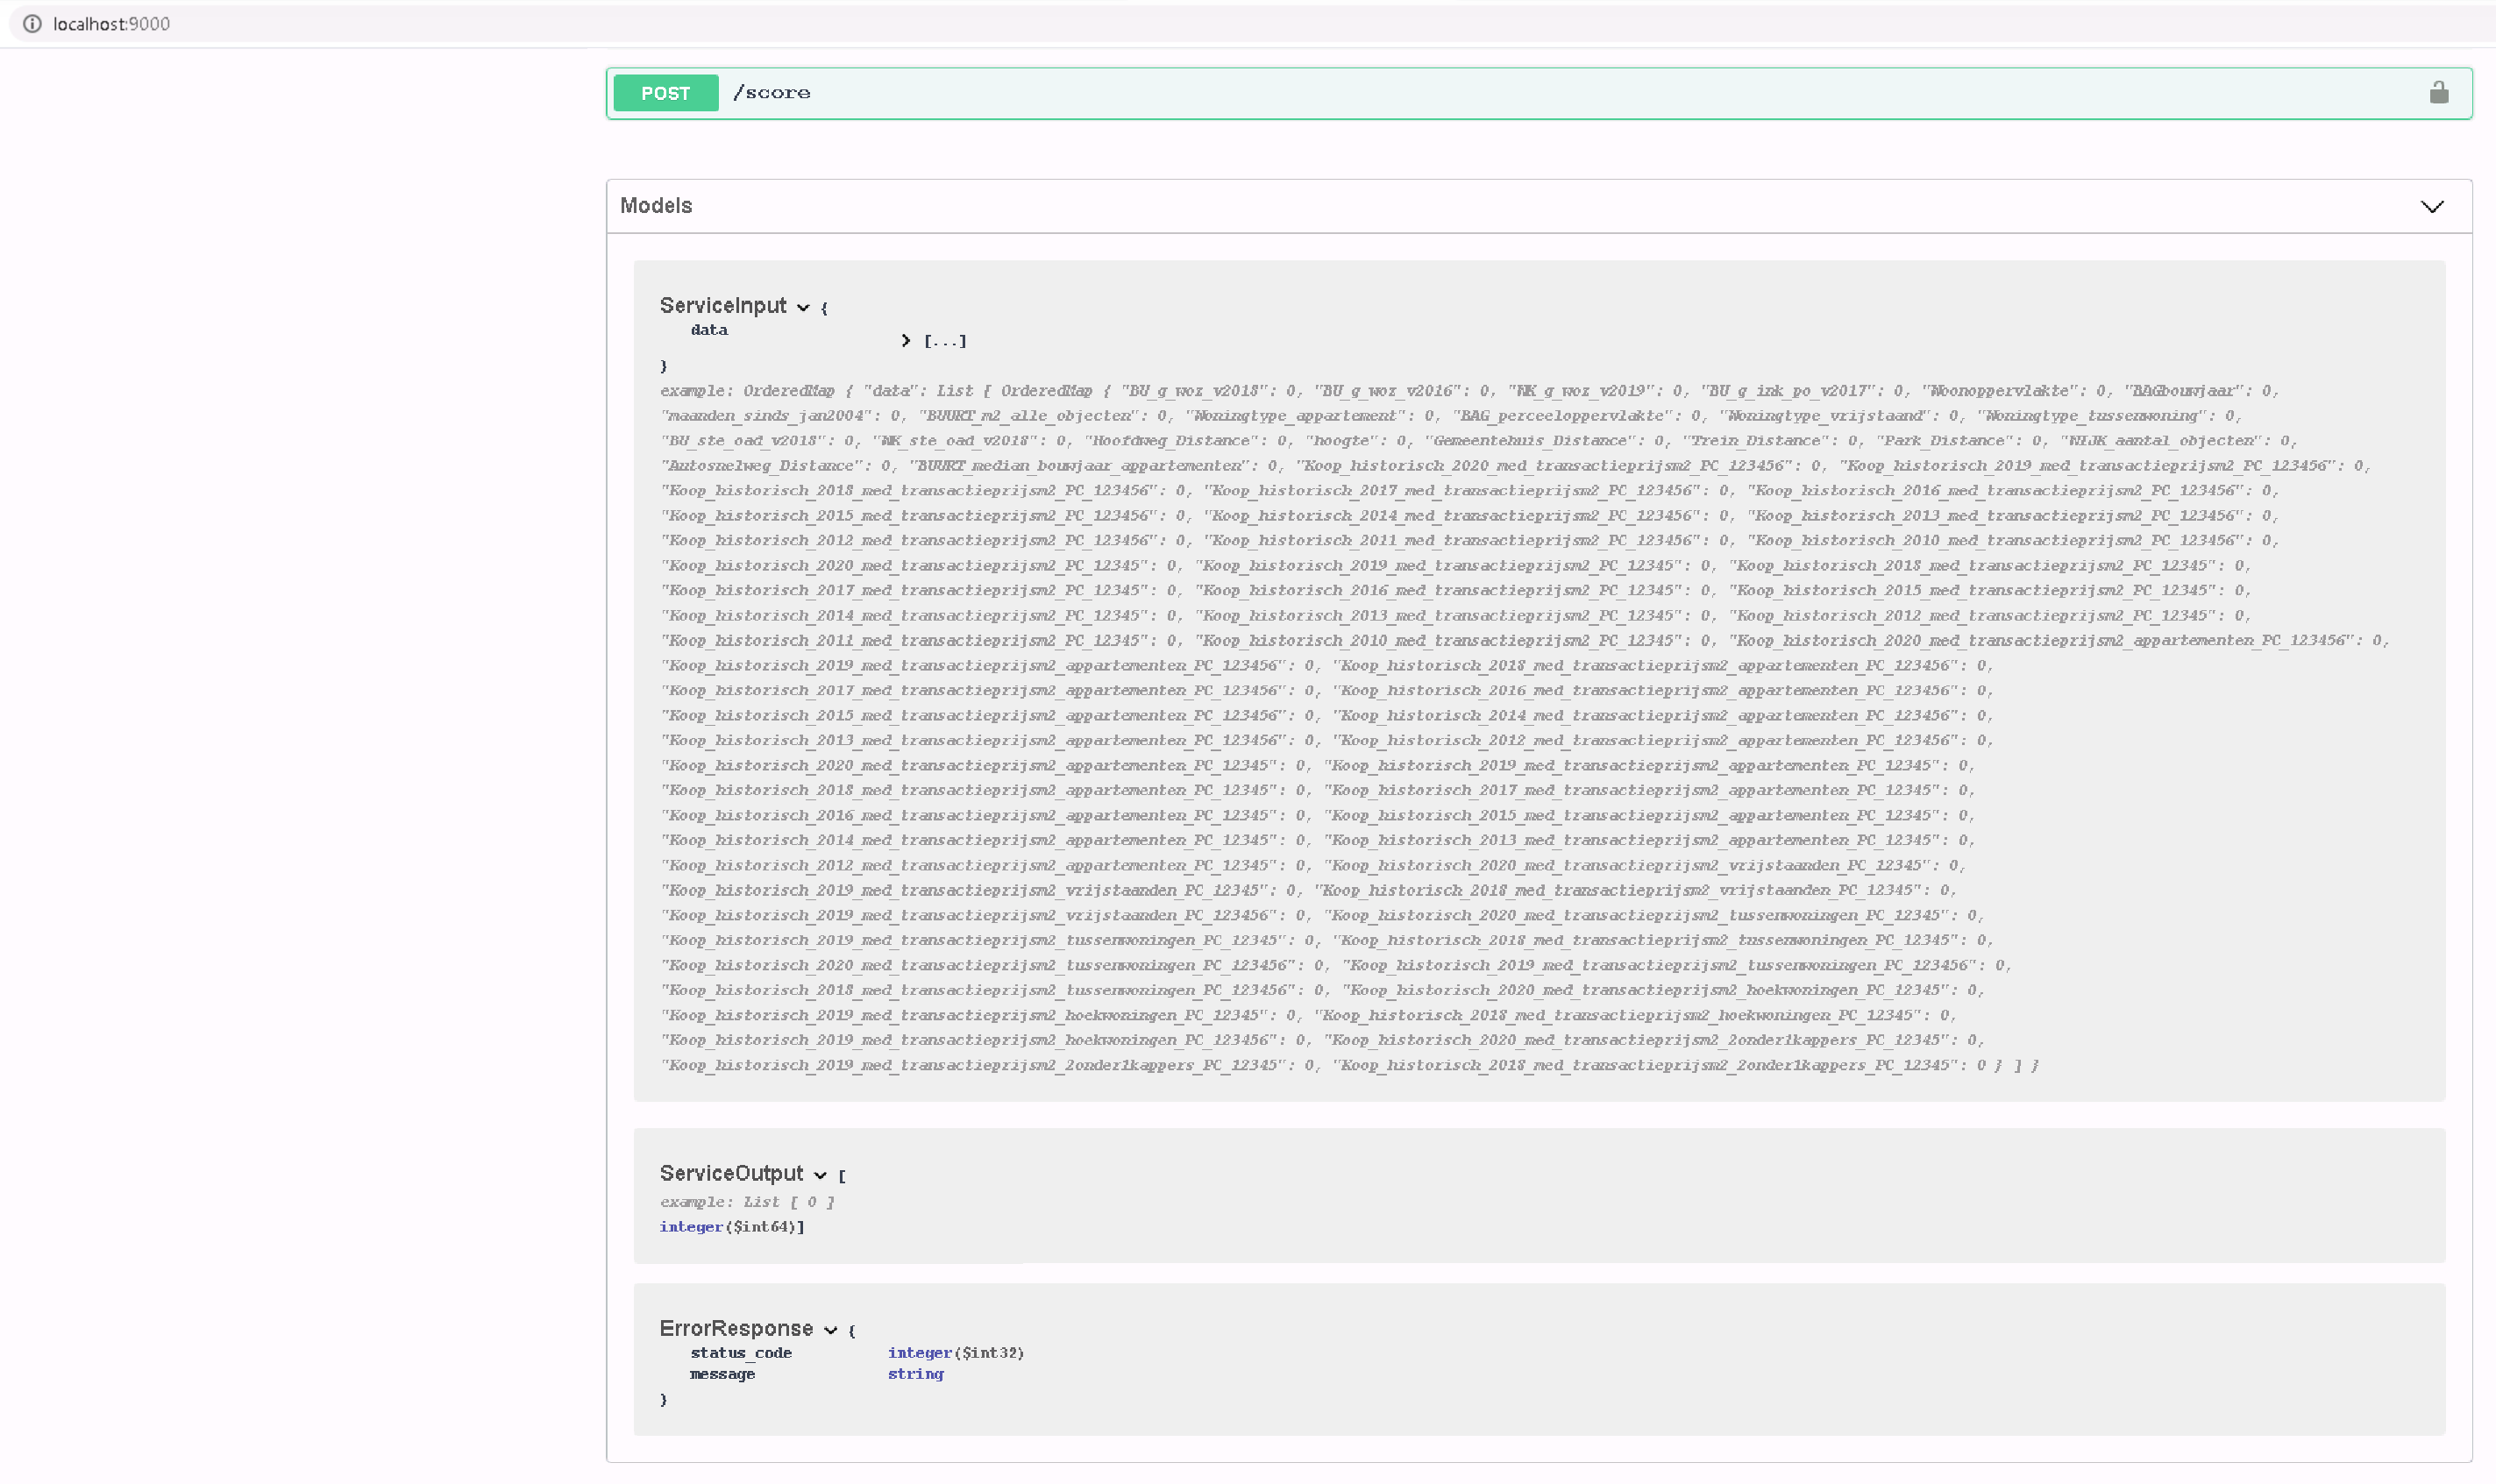 localhost:9000
POST /score
Models
ServiceInput {
data
[...]
}
example: OrderedMap { "data": List [ OrderedMap { "BU_g_woz_v2018": 0, "BU_g_woz_v2016": 0, "WK_g_woz_v2019": 0, "BU_g_ink_po_v2017": 0, "Woonoppervlakte": 0, "BAGbouwjaar": 0,
"maanden_sinds_jan2004": 0, "BUURT_m2_alle_objecten": 0, "Woningtype_appartement": 0, "BAG_perceeloppervlakte": 0, "Woningtype_vrijstaand": 0, "Woningtype_tussenwoning": 0,
"BU_ste_oad_v2018": 0, "WK_ste_oad_v2018": 0, "Hoofdweg_Distance": 0, "hoogte": 0, "Gemeentehuis_Distance": 0, "Trein_Distance": 0, "Park_Distance": 0, "WIJK_aantal_objecten": 0,
"Autosnelweg_Distance": 0, "BUURT_median_bouwjaar_appartementen": 0, "Koop_historisch_2020_med_transactieprijsm2_PC_123456": 0, "Koop_historisch_2019_med_transactieprijsm2_PC_123456": 0,
"Koop_historisch_2018_med_transactieprijsm2_PC_123456": 0, "Koop_historisch_2017_med_transactieprijsm2_PC_123456": 0, "Koop_historisch_2016_med_transactieprijsm2_PC_123456": 0,
"Koop_historisch_2015_med_transactieprijsm2_PC_123456": 0, "Koop_historisch_2014_med_transactieprijsm2_PC_123456": 0, "Koop_historisch_2013_med_transactieprijsm2_PC_123456": 0,
"Koop_historisch_2012_med_transactieprijsm2_PC_123456": 0, "Koop_historisch_2011_med_transactieprijsm2_PC_123456": 0, "Koop_historisch_2010_med_transactieprijsm2_PC_123456": 0,
"Koop_historisch_2020_med_transactieprijsm2_PC_12345": 0, "Koop_historisch_2019_med_transactieprijsm2_PC_12345": 0, "Koop_historisch_2018_med_transactieprijsm2_PC_12345": 0,
"Koop_historisch_2017_med_transactieprijsm2_PC_12345": 0, "Koop_historisch_2016_med_transactieprijsm2_PC_12345": 0, "Koop_historisch_2015_med_transactieprijsm2_PC_12345": 0,
"Koop_historisch_2014_med_transactieprijsm2_PC_12345": 0, "Koop_historisch_2013_med_transactieprijsm2_PC_12345": 0, "Koop_historisch_2012_med_transactieprijsm2_PC_12345": 0,
"Koop_historisch_2011_med_transactieprijsm2_PC_12345": 0, "Koop_historisch_2010_med_transactieprijsm2_PC_12345": 0, "Koop_historisch_2020_med_transactieprijsm2_appartementen_PC_123456": 0,
"Koop_historisch_2019_med_transactieprijsm2_appartementen_PC_123456": 0, "Koop_historisch_2018_med_transactieprijsm2_appartementen_PC_123456": 0,
"Koop_historisch_2017_med_transactieprijsm2_appartementen_PC_123456": 0, "Koop_historisch_2016_med_transactieprijsm2_appartementen_PC_123456": 0,
"Koop_historisch_2015_med_transactieprijsm2_appartementen_PC_123456": 0, "Koop_historisch_2014_med_transactieprijsm2_appartementen_PC_123456": 0,
"Koop_historisch_2013_med_transactieprijsm2_appartementen_PC_123456": 0, "Koop_historisch_2012_med_transactieprijsm2_appartementen_PC_123456": 0,
"Koop_historisch_2020_med_transactieprijsm2_appartementen_PC_12345": 0, "Koop_historisch_2019_med_transactieprijsm2_appartementen_PC_12345": 0,
"Koop_historisch_2018_med_transactieprijsm2_appartementen_PC_12345": 0, "Koop_historisch_2017_med_transactieprijsm2_appartementen_PC_12345": 0,
"Koop_historisch_2016_med_transactieprijsm2_appartementen_PC_12345": 0, "Koop_historisch_2015_med_transactieprijsm2_appartementen_PC_12345": 0,
"Koop_historisch_2014_med_transactieprijsm2_appartementen_PC_12345": 0, "Koop_historisch_2013_med_transactieprijsm2_appartementen_PC_12345": 0,
"Koop_historisch_2012_med_transactieprijsm2_appartementen_PC_12345": 0, "Koop_historisch_2020_med_transactieprijsm2_vrijstaanden_PC_12345": 0,
"Koop_historisch_2019_med_transactieprijsm2_vrijstaanden_PC_12345": 0, "Koop_historisch_2018_med_transactieprijsm2_vrijstaanden_PC_12345": 0,
"Koop_historisch_2019_med_transactieprijsm2_vrijstaanden_PC_123456": 0, "Koop_historisch_2020_med_transactieprijsm2_tussenwoningen_PC_12345": 0,
"Koop_historisch_2019_med_transactieprijsm2_tussenwoningen_PC_12345": 0, "Koop_historisch_2018_med_transactieprijsm2_tussenwoningen_PC_12345": 0,
"Koop_historisch_2020_med_transactieprijsm2_tussenwoningen_PC_123456": 0, "Koop_historisch_2019_med_transactieprijsm2_tussenwoningen_PC_123456": 0,
"Koop_historisch_2018_med_transactieprijsm2_tussenwoningen_PC_123456": 0, "Koop_historisch_2020_med_transactieprijsm2_hoekwoningen_PC_12345": 0,
"Koop_historisch_2019_med_transactieprijsm2_hoekwoningen_PC_12345": 0, "Koop_historisch_2018_med_transactieprijsm2_hoekwoningen_PC_12345": 0,
"Koop_historisch_2019_med_transactieprijsm2_hoekwoningen_PC_123456": 0, "Koop_historisch_2020_med_transactieprijsm2_2onder1kappers_PC_12345": 0,
"Koop_historisch_2019_med_transactieprijsm2_2onder1kappers_PC_12345": 0, "Koop_historisch_2018_med_transactieprijsm2_2onder1kappers_PC_12345": 0 } ] }
ServiceOutput [
example: List [ 0 ]
integer($int64)]
ErrorResponse {
status_code integer($int32)
message string
}